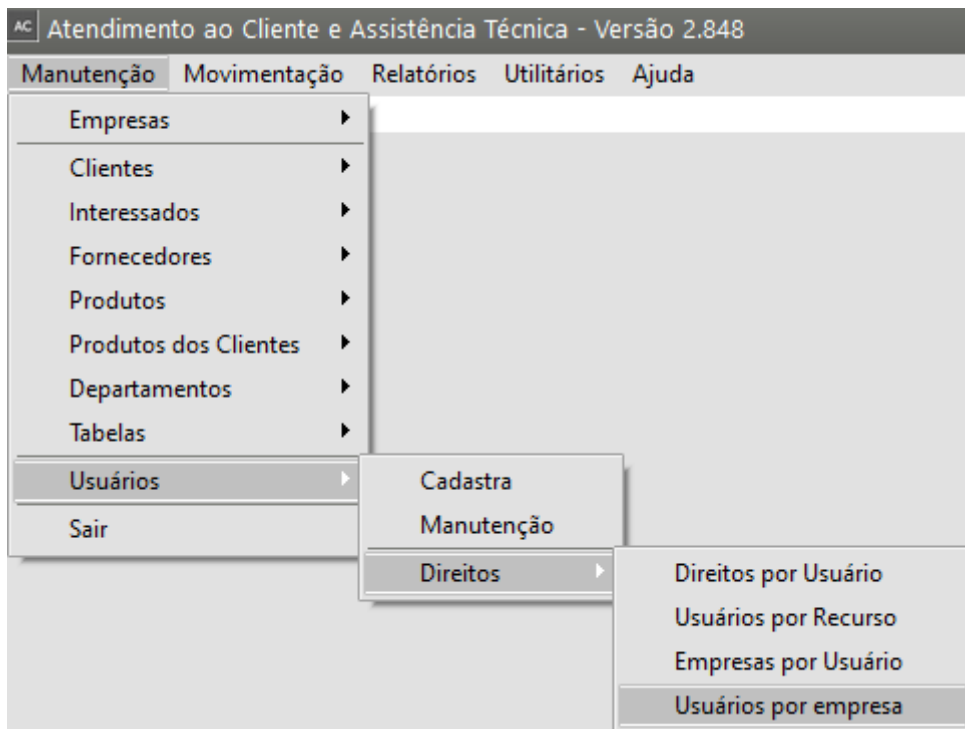 AC Atendimento ao Cliente e Assistência Técnica - Versão 2.848
Manutenção Movimentação Relatórios Utilitários Ajuda
Empresas
Clientes
Interessados
Fornecedores
Produtos
Produtos dos Clientes
Departamentos
Tabelas
Usuários
Sair
Cadastra
Manutenção
Direitos
Direitos por Usuário
Usuários por Recurso
Empresas por Usuário
Usuários por empresa